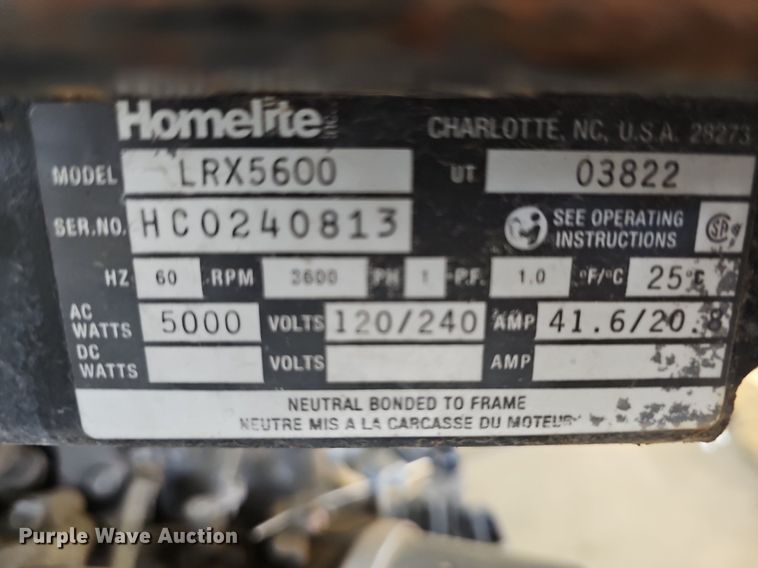 Homelite INC.
CHARLOTTE, NC, U.S.A. 28273
MODEL LRX5600 UT 03822
SER.NO. HC0240813 SEE OPERATING INSTRUCTIONS SA
HZ 60 RPM 3600 PH 1 P.F. 1.0 °F/°C 25°C
AC WATTS 5000 VOLTS 120/240 AMP 41.6/20.8
DC WATTS VOLTS AMP
NEUTRAL BONDED TO FRAME
NEUTRE MIS A LA CARCASSE DU MOTEUR
Purple Wave Auction